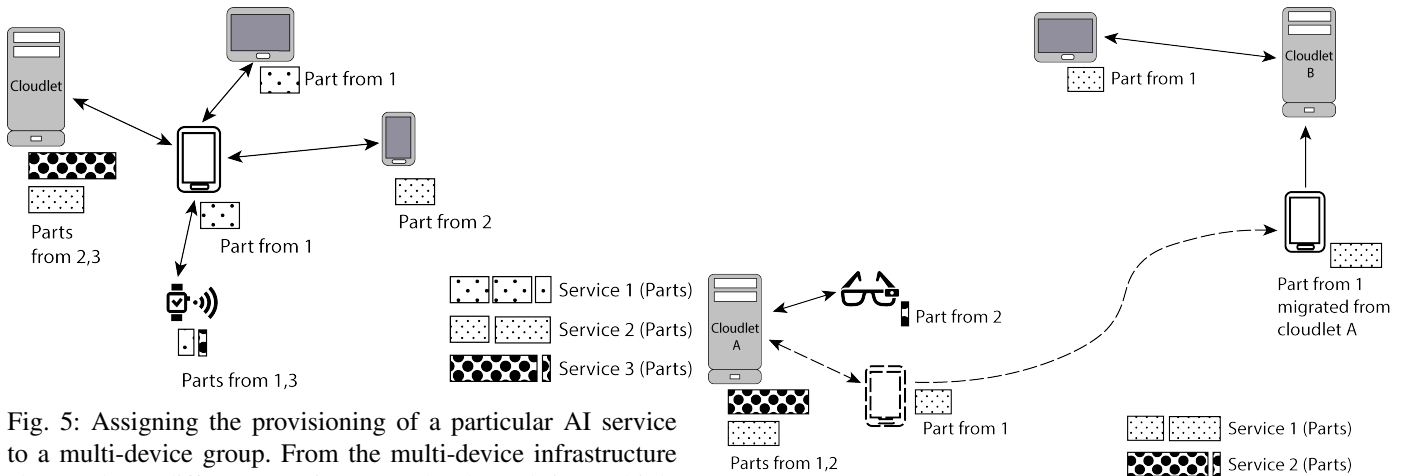 Cloudlet
Part from 1
Part from 2
Part from 1
Parts
from 2,3
Parts from 1,3
Service 1 (Parts)
Service 2 (Parts)
Service 3 (Parts)
Fig. 5: Assigning the provisioning of a particular AI service
to a multi-device group. From the multi-device infrastructure
Part from 1
Cloudlet
B
Part from 1
migrated from
cloudlet A
Cloudlet
A
Part from 2
Part from 1
Parts from 1,2
Service 1 (Parts)
Service 2 (Parts)